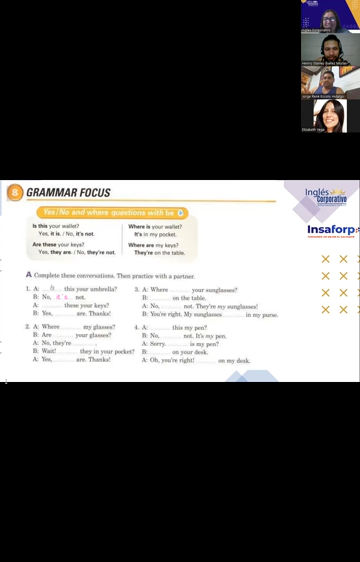 Inglés Corporativo
Elizabeth Vega
8 GRAMMAR FOCUS
Yes/No and where questions with be
Is this your wallet?
Yes, it is. / No, it's not.
Are these your keys?
Yes, they are. / No, they're not.
Where is your wallet?
It's in my pocket.
Where are my keys?
They're on the table.
Inglés
Corporativo
Insaforp
A Complete these conversations. Then practice with a partner.
1. A: Is this your umbrella?
B: No, it's not.
A: these your keys?
B: Yes, are. Thanks!
2. A: Where my glasses?
B: Are your glasses?
A: No, they're .
B: Wait! they in your pocket?
A: Yes, are. Thanks!
3. A: Where your sunglasses?
B: on the table.
A: No, not. They're my sunglasses!
B: You're right. My sunglasses in my purse.
4. A: this my pen?
B: No, not. It's my pen.
A: Sorry. is my pen?
B: on your desk.
A: Oh, you're right! on my desk.